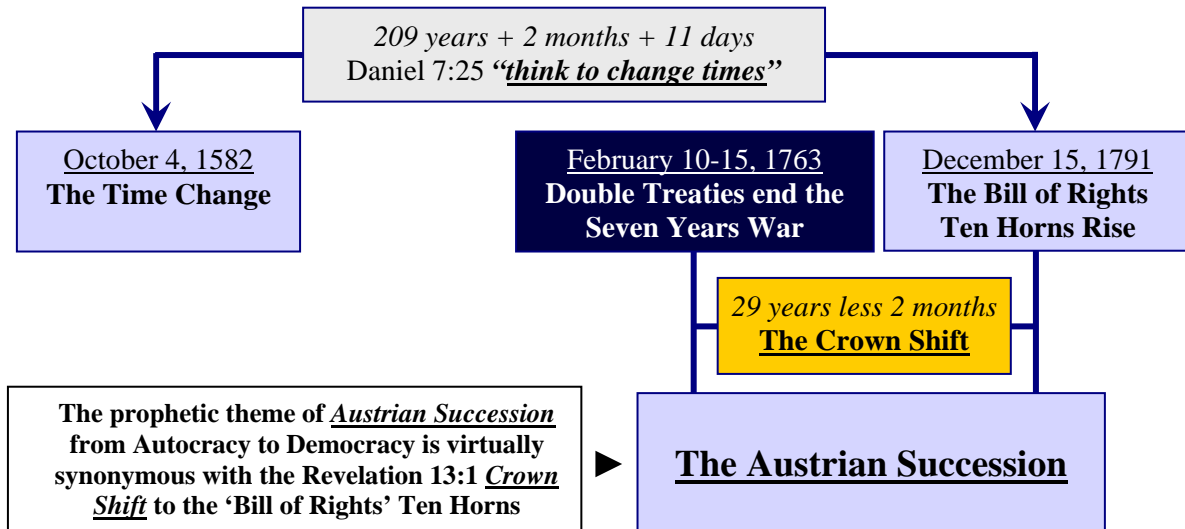 209 years + 2 months + 11 days
Daniel 7:25 “think to change times”
October 4, 1582
The Time Change
February 10-15, 1763
Double Treaties end the
Seven Years War
December 15, 1791
The Bill of Rights
Ten Horns Rise
29 years less 2 months
The Crown Shift
The prophetic theme of Austrian Succession
from Autocracy to Democracy is virtually
synonymous with the Revelation 13:1 Crown
Shift to the ‘Bill of Rights’ Ten Horns
The Austrian Succession